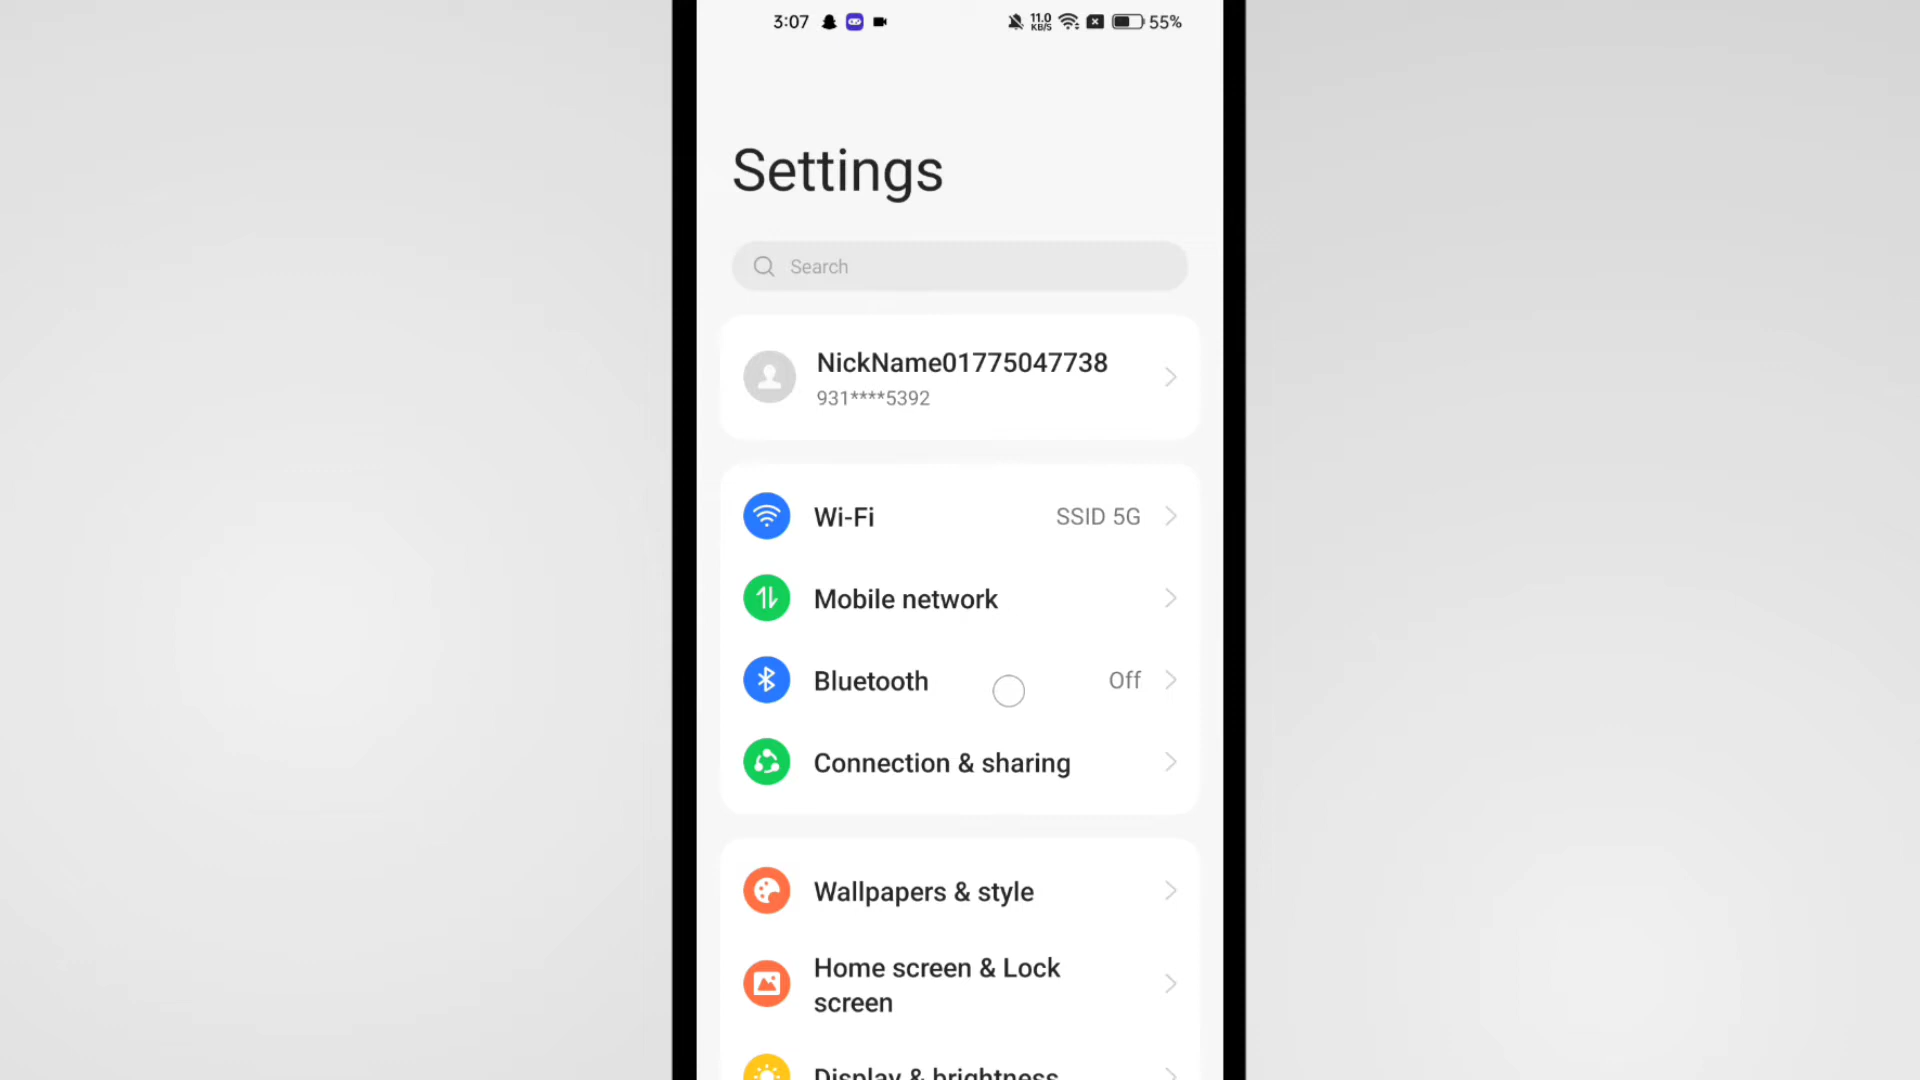 3:07 11.0 KB/S 55%
Settings
Search
NickName01775047738
931****5392
Wi-Fi SSID 5G
Mobile network
Bluetooth Off
Connection & sharing
Wallpapers & style
Home screen & Lock
screen
Display & brightness